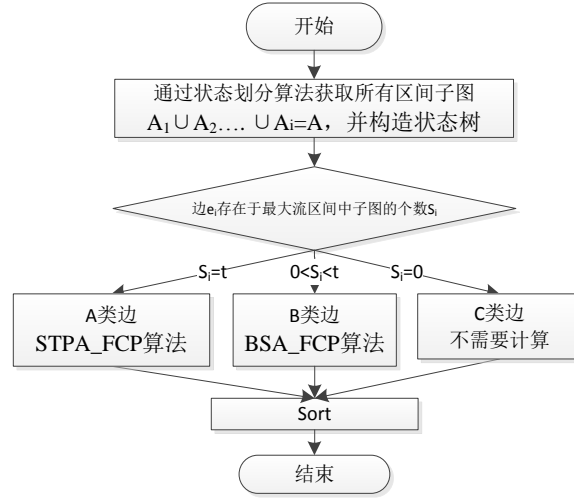 开始
通过状态划分算法获取所有区间子图
A₁∪A₂…. ∪Aᵢ=A，并构造状态树
边eᵢ存在于最大流区间中子图的个数Sᵢ
Sᵢ=t
0<Sᵢ<t
Sᵢ=0
A类边
STPA_FCP算法
B类边
BSA_FCP算法
C类边
不需要计算
Sort
结束